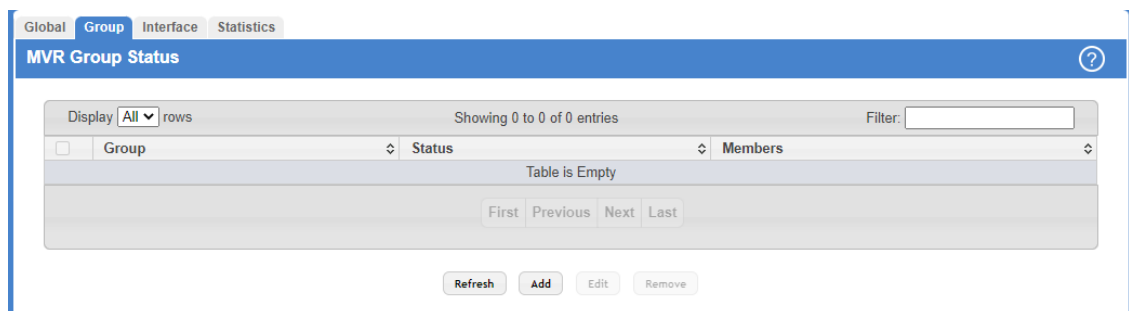 Global Group Interface Statistics
MVR Group Status
Display All rows Showing 0 to 0 of 0 entries Filter:
Group Status Members
Table is Empty
First Previous Next Last
Refresh Add Edit Remove